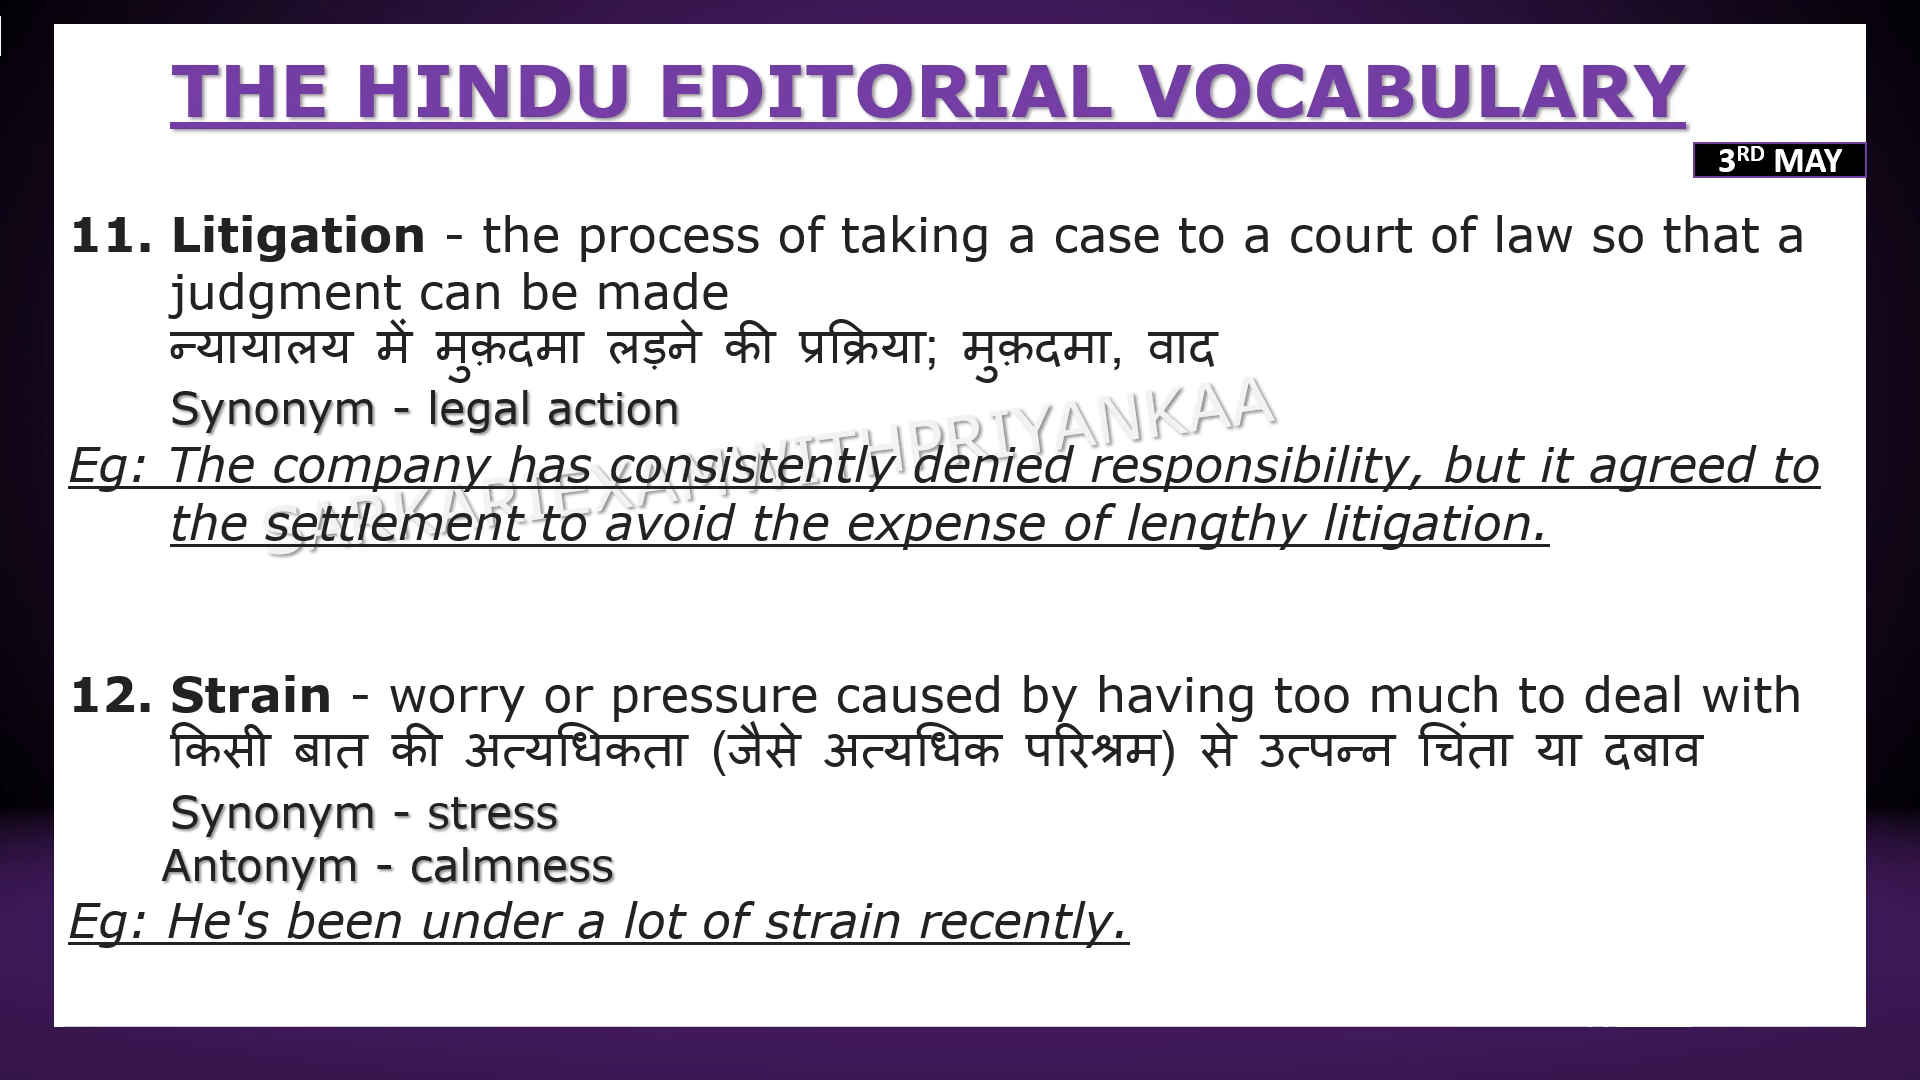 THE HINDU EDITORIAL VOCABULARY
3RD MAY
11. Litigation - the process of taking a case to a court of law so that a
judgment can be made
न्यायालय में मुक़दमा लड़ने की प्रक्रिया; मुक़दमा, वाद
Synonym - legal action
SARKARIEXAMWITHPRIYANKAA
Eg: The company has consistently denied responsibility, but it agreed to
the settlement to avoid the expense of lengthy litigation.
12. Strain - worry or pressure caused by having too much to deal with
किसी बात की अत्यधिकता (जैसे अत्यधिक परिश्रम) से उत्पन्न चिंता या दबाव
Synonym - stress
Antonym - calmness
Eg: He's been under a lot of strain recently.